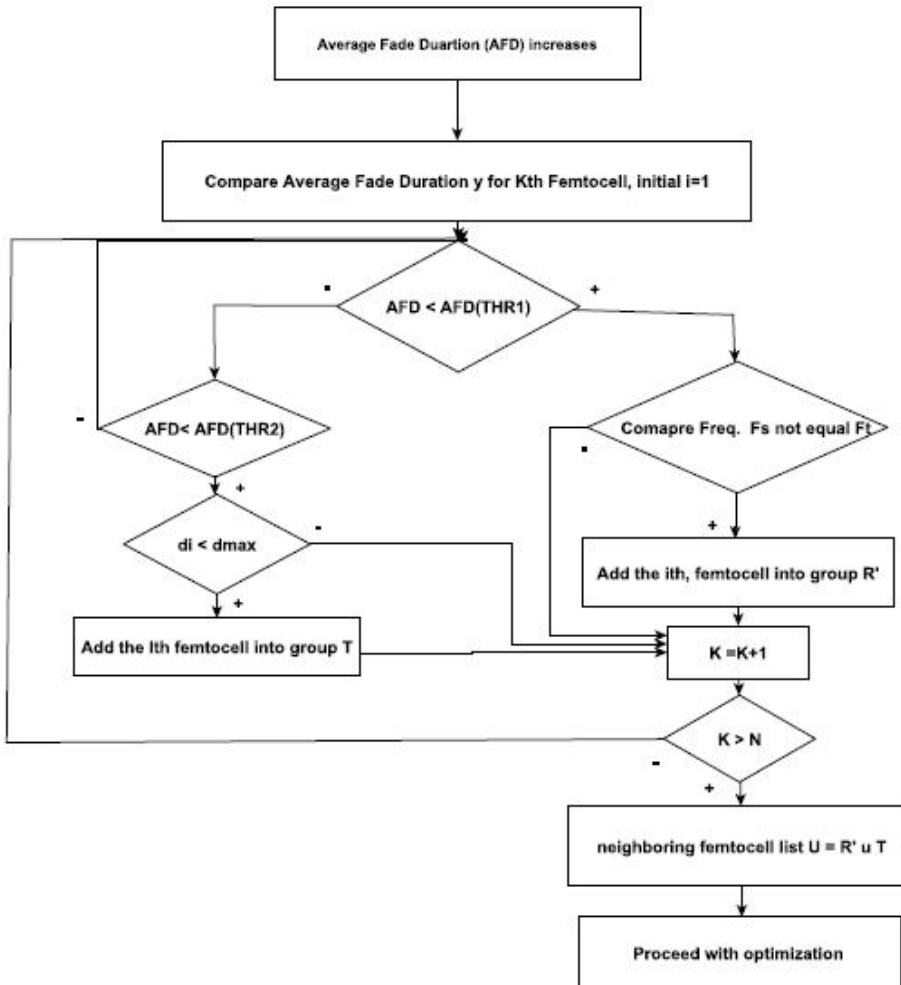 Average Fade Duartion (AFD) increases
Compare Average Fade Duration y for Kth Femtocell, initial i=1
AFD < AFD(THR1)
-
+
AFD< AFD(THR2)
-
+
Comapre Freq. Fs not equal Ft
-
+
di < dmax
-
+
Add the ith, femtocell into group R'
Add the Ith femtocell into group T
K =K+1
K > N
-
+
neighboring femtocell list U = R' u T
Proceed with optimization